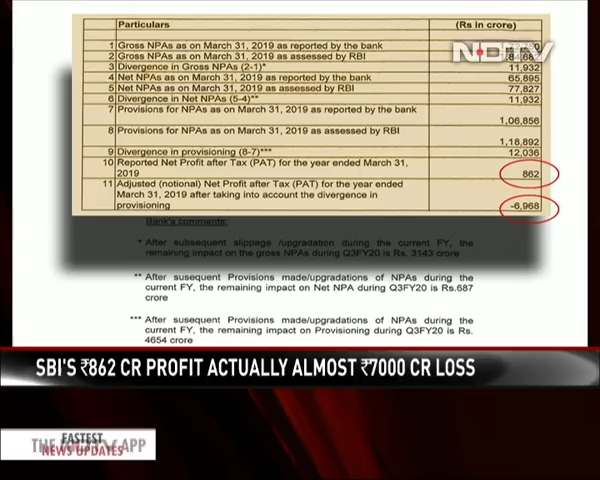 Particulars (Rs in crore)
1 Gross NPAs as on March 31, 2019 as reported by the bank
2 Gross NPAs as on March 31, 2019 as assessed by RBI
3 Divergence in Gross NPAs (2-1)* 11,932
4 Net NPAs as on March 31, 2019 as reported by the bank 65,895
5 Net NPAs as on March 31, 2019 as assessed by RBI 77,827
6 Divergence in Net NPAs (5-4)** 11,932
7 Provisions for NPAs as on March 31, 2019 as reported by the bank
1,06,856
8 Provisions for NPAs as on March 31, 2019 as assessed by RBI
1,18,892
9 Divergence in provisioning (8-7)*** 12,036
10 Reported Net Profit after Tax (PAT) for the year ended March 31,
2019 862
11 Adjusted (notional) Net Profit after Tax (PAT) for the year ended
March 31, 2019 after taking into account the divergence in
provisioning -6,968
NDTV
Bank's comments:
* After subsequent slippage /upgradation during the current FY, the
remaining impact on the gross NPAs during Q3FY20 is Rs. 3143 crore
** After susequent Provisions made/upgradations of NPAs during the
current FY, the remaining impact on Net NPA during Q3FY20 is Rs.687
crore
*** After susequent Provisions made/upgradations of NPAs during the
current FY, the remaining impact on Provisioning during Q3FY20 is Rs.
4654 crore
SBI'S ₹862 CR PROFIT ACTUALLY ALMOST ₹7000 CR LOSS
FASTEST
NEWS UPDATES
THE APP